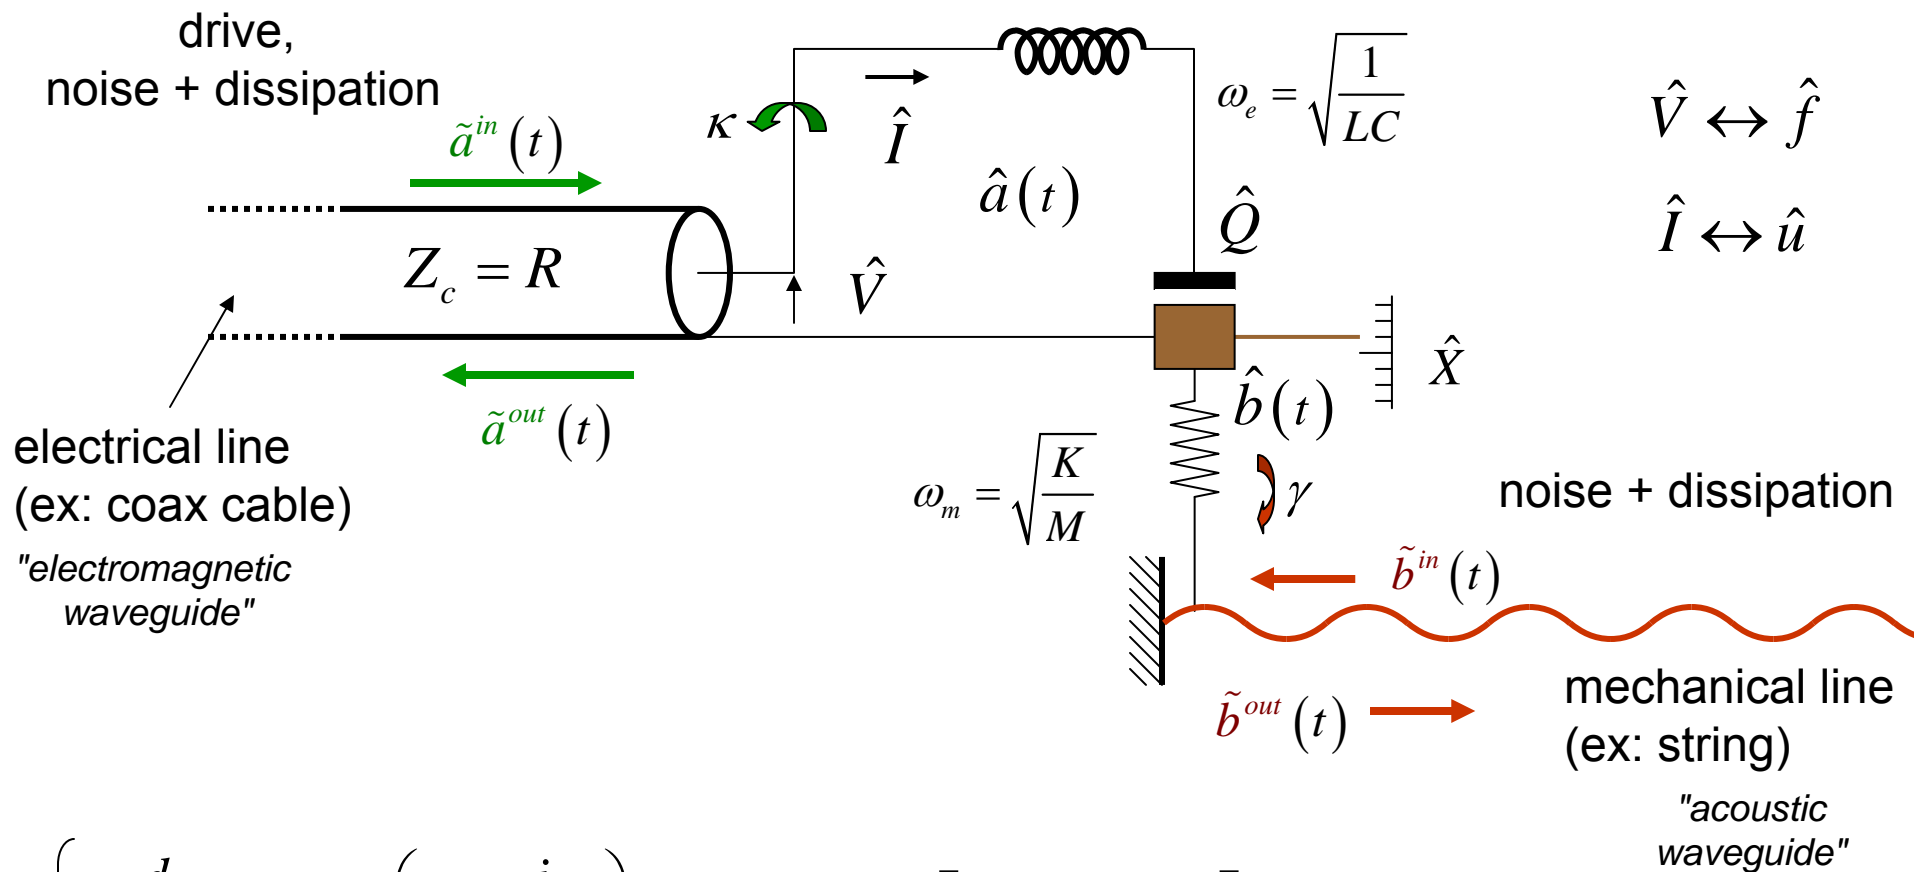 drive,
noise + dissipation
ã^{in}(t)
κ
Î
ω_e = √(1/LC)
V̂ ↔ f̂
Î ↔ û
â(t)
Q̂
Z_c = R
V̂
X̂
ã^{out}(t)
b̂(t)
electrical line
(ex: coax cable)
"electromagnetic
waveguide"
ω_m = √(K/M)
γ
noise + dissipation
b̃^{in}(t)
b̃^{out}(t)
mechanical line
(ex: string)
"acoustic
waveguide"